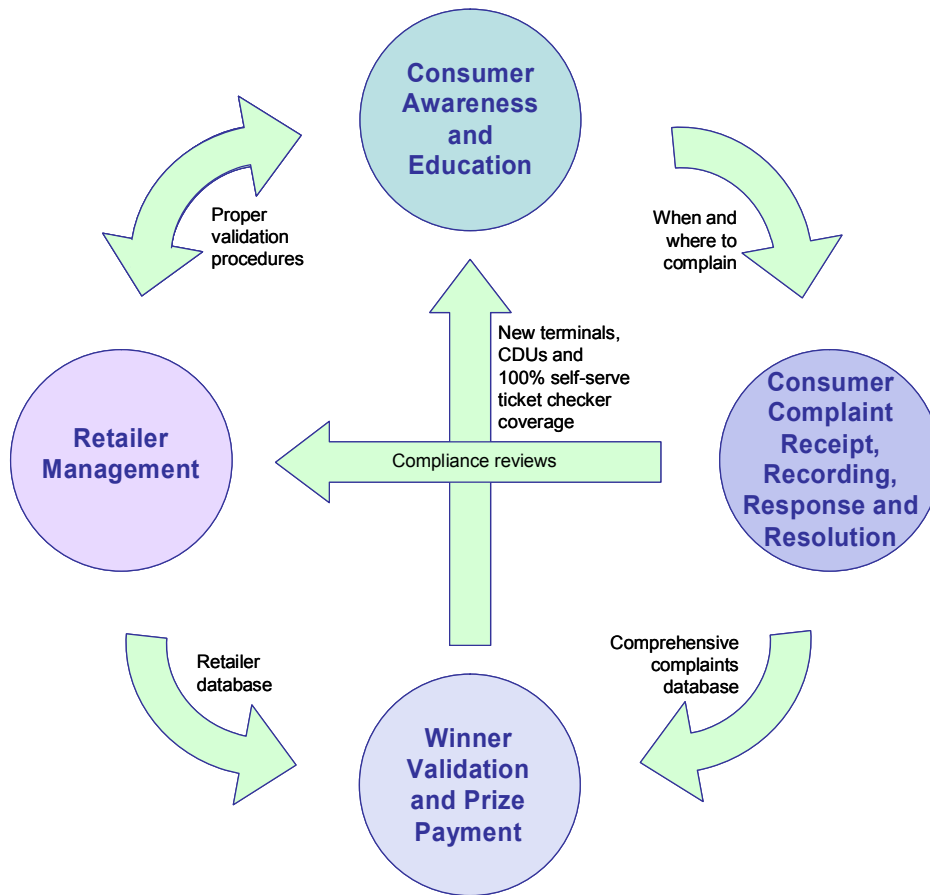 Consumer
Awareness
and
Education
Proper
validation
procedures
When and
where to
complain
New terminals,
CDUs and
100% self-serve
ticket checker
coverage
Retailer
Management
Compliance reviews
Consumer
Complaint
Receipt,
Recording,
Response and
Resolution
Retailer
database
Comprehensive
complaints
database
Winner
Validation
and Prize
Payment